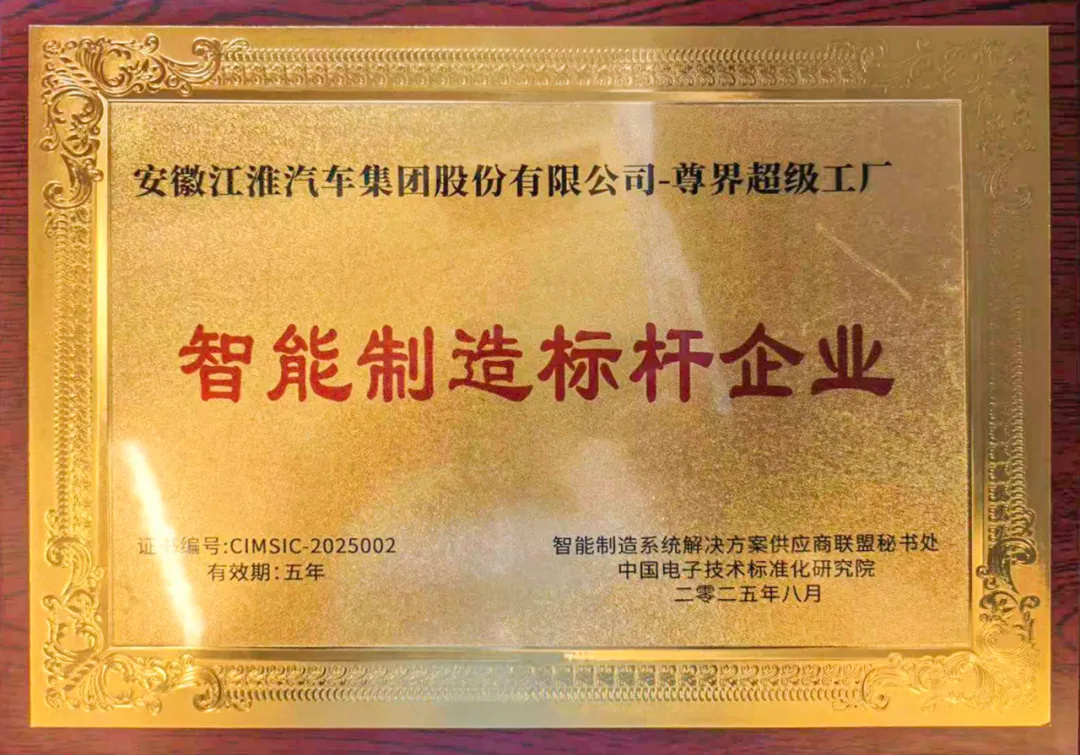 安徽江淮汽车集团股份有限公司-尊界超级工厂
智能制造标杆企业
证书编号:CIMSIC-2025002
有效期:五年
智能制造系统解决方案供应商联盟秘书处
中国电子技术标准化研究院
二零二五年八月